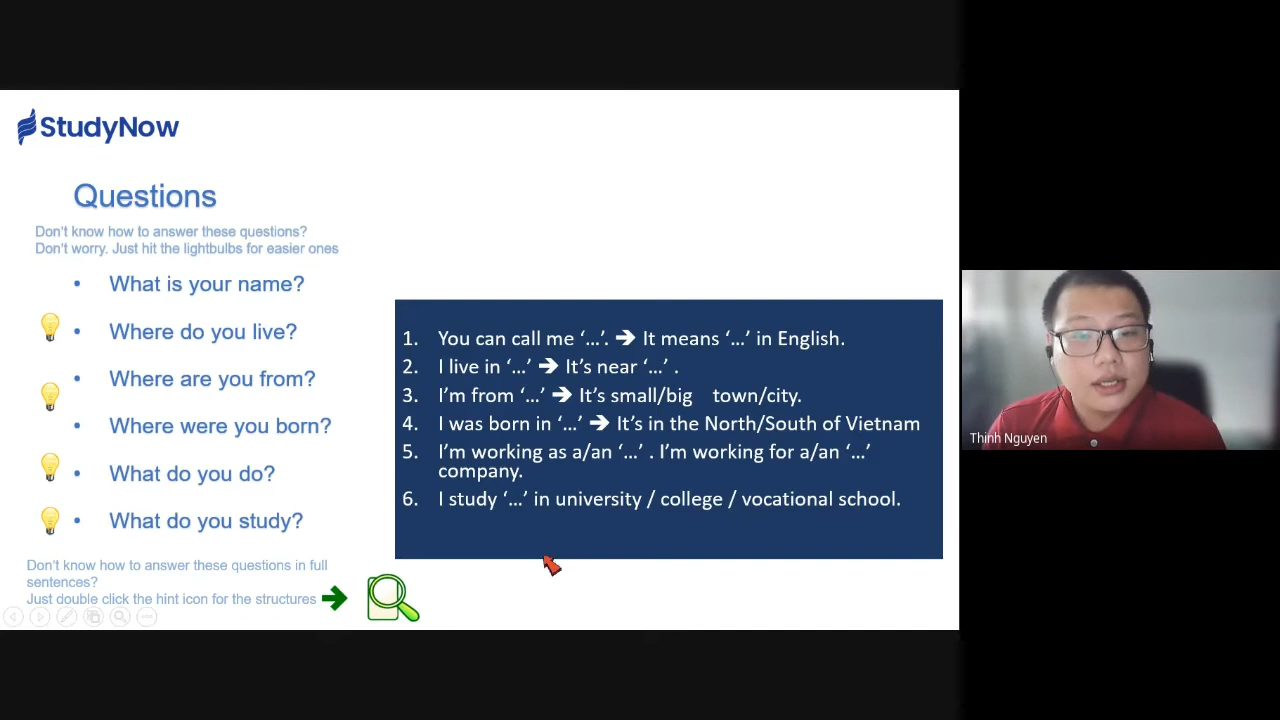 StudyNow
Questions
Don't know how to answer these questions?
Don't worry. Just hit the lightbulbs for easier ones
• What is your name?
• Where do you live?
• Where are you from?
• Where were you born?
• What do you do?
• What do you study?
Don't know how to answer these questions in full
sentences?
Just double click the hint icon for the structures
1. You can call me ‘…’. → It means ‘…’ in English.
2. I live in ‘…’ → It’s near ‘…’ .
3. I’m from ‘…’ → It’s small/big town/city.
4. I was born in ‘…’ → It’s in the North/South of Vietnam
5. I’m working as a/an ‘…’ . I’m working for a/an ‘…’
company.
6. I study ‘…’ in university / college / vocational school.
Thinh Nguyen